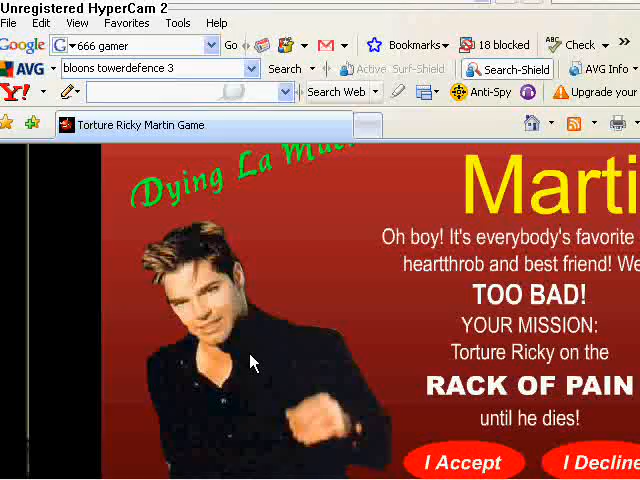 Unregistered HyperCam 2
File Edit View Favorites Tools Help
Google G 666 gamer Go Bookmarks 18 blocked Check
AVG bloons towerdefence 3 Search Active Surf-Shield Search-Shield AVG Info
Y! Search Web Anti-Spy Upgrade your
Torture Ricky Martin Game
Dying La
Marti
Oh boy! It's everybody's favorite
heartthrob and best friend! We
TOO BAD!
YOUR MISSION:
Torture Ricky on the
RACK OF PAIN
until he dies!
I Accept I Decline